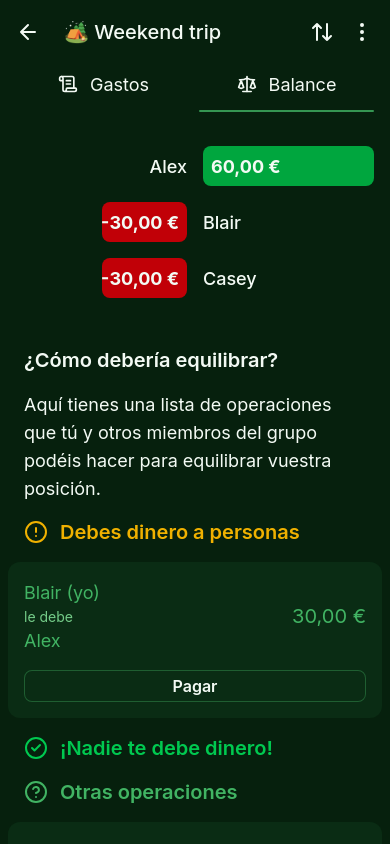 🏕️ Weekend trip
Gastos
Balance
Alex
60,00 €
-30,00 €
Blair
-30,00 €
Casey
¿Cómo debería equilibrar?
Aquí tienes una lista de operaciones
que tú y otros miembros del grupo
podéis hacer para equilibrar vuestra
posición.
Debes dinero a personas
Blair (yo)
le debe
Alex
30,00 €
Pagar
¡Nadie te debe dinero!
Otras operaciones